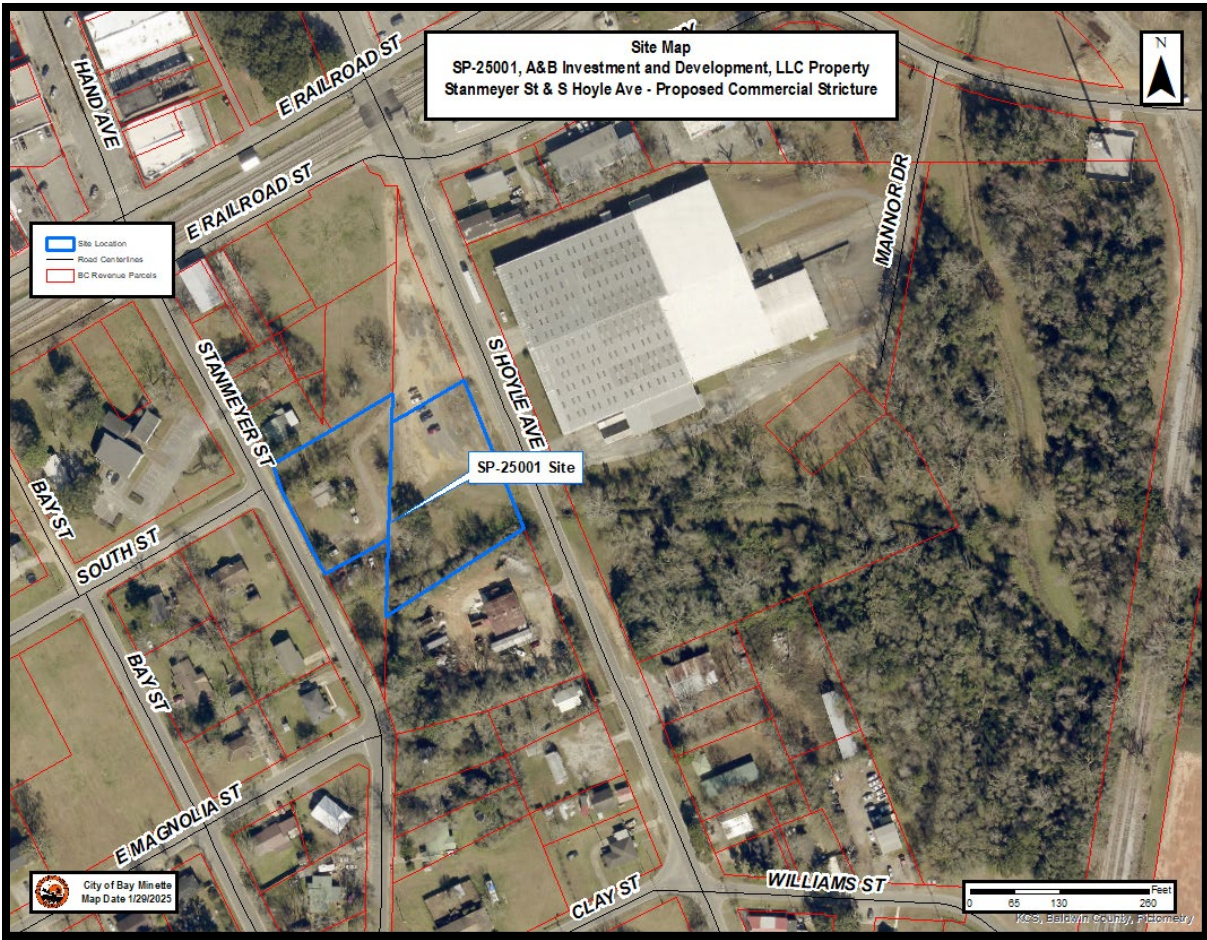 Site Map
SP-25001, A&B Investment and Development, LLC Property
Stanmeyer St & S Hoyle Ave - Proposed Commercial Stricture
N
HAND AVE
E RAILROAD ST
E RAILROAD ST
MANNOR DR
Site Location
Road Centerlines
BC Revenue Parcels
STANMEYER ST
S HOYLE AVE
SP-25001 Site
BAY ST
SOUTH ST
BAY ST
E MAGNOLIA ST
CLAY ST
WILLIAMS ST
City of Bay Minette
Map Date 1/29/2025
Feet
0 65 130 260
KCS, Baldwin County, Pictometry